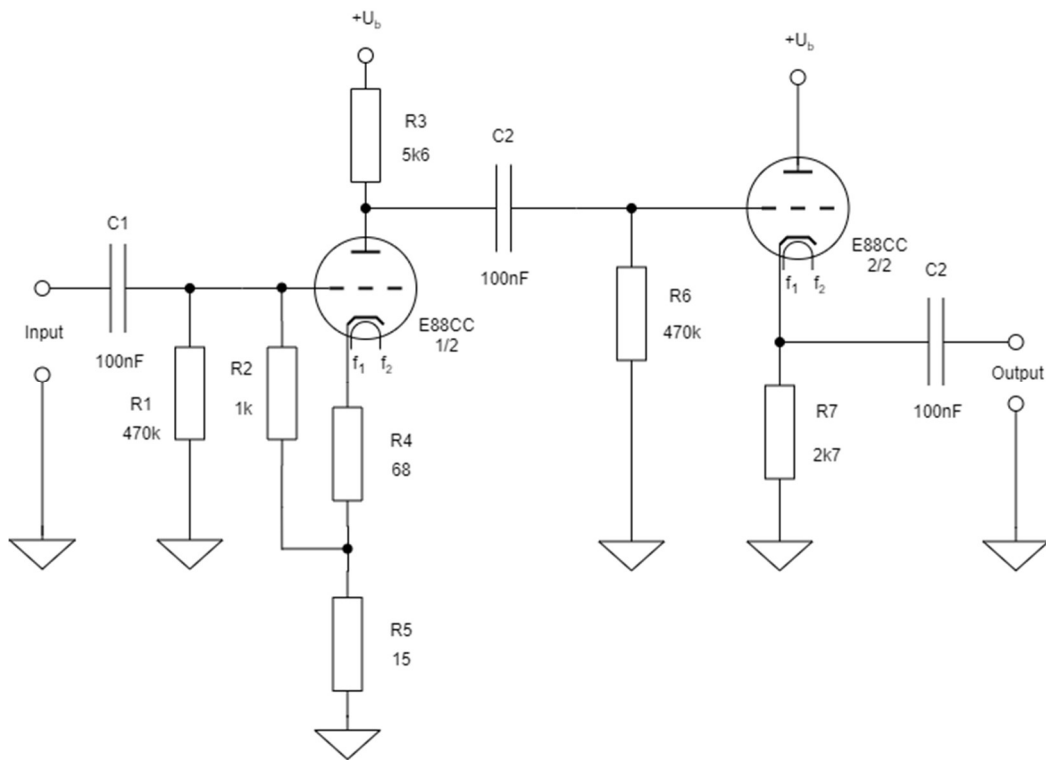 +Ub
+Ub
R3
5k6
C2
100nF
C1
100nF
Input
R1
470k
R2
1k
E88CC
1/2
f1
f2
R4
68
R5
15
R6
470k
E88CC
2/2
f1
f2
C2
100nF
R7
2k7
Output